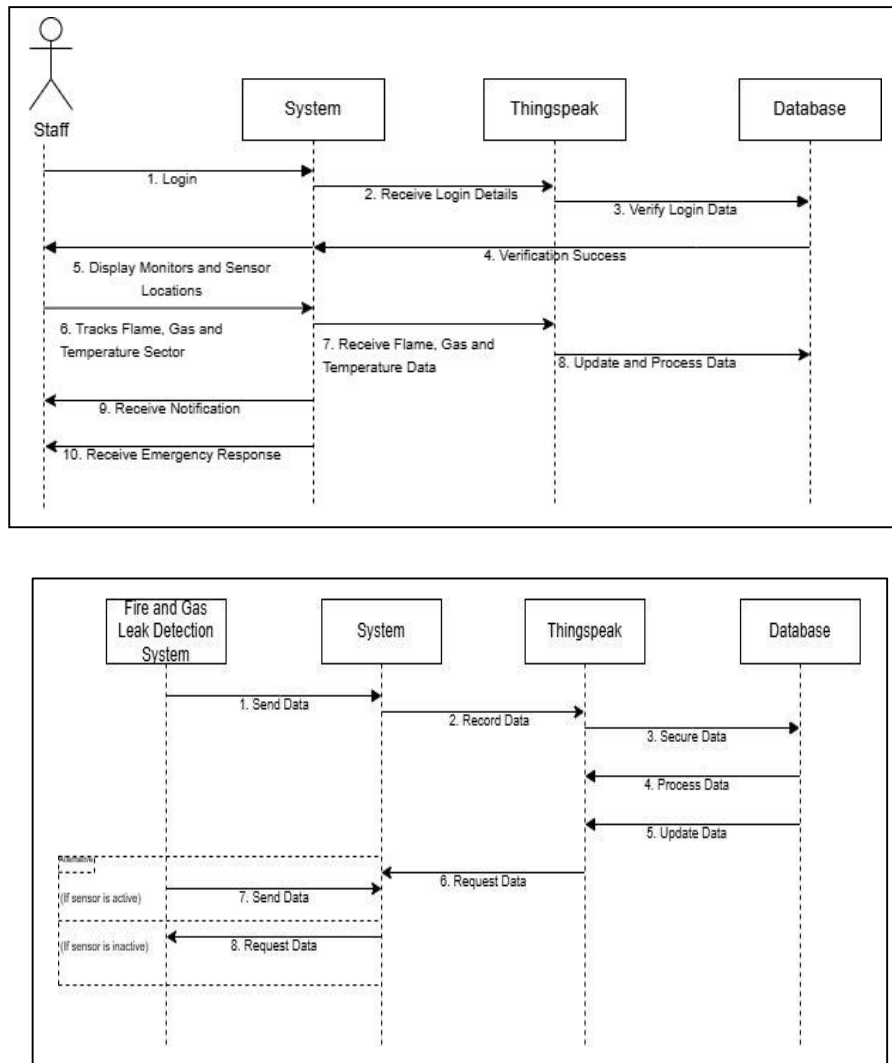 Staff
System
Thingspeak
Database
1. Login
2. Receive Login Details
3. Verify Login Data
4. Verification Success
5. Display Monitors and Sensor
Locations
6. Tracks Flame, Gas and
Temperature Sector
7. Receive Flame, Gas and
Temperature Data
8. Update and Process Data
9. Receive Notification
10. Receive Emergency Response
Fire and Gas
Leak Detection
System
System
Thingspeak
Database
1. Send Data
2. Record Data
3. Secure Data
4. Process Data
5. Update Data
Alternative
6. Request Data
(If sensor is active)
7. Send Data
(If sensor is inactive)
8. Request Data